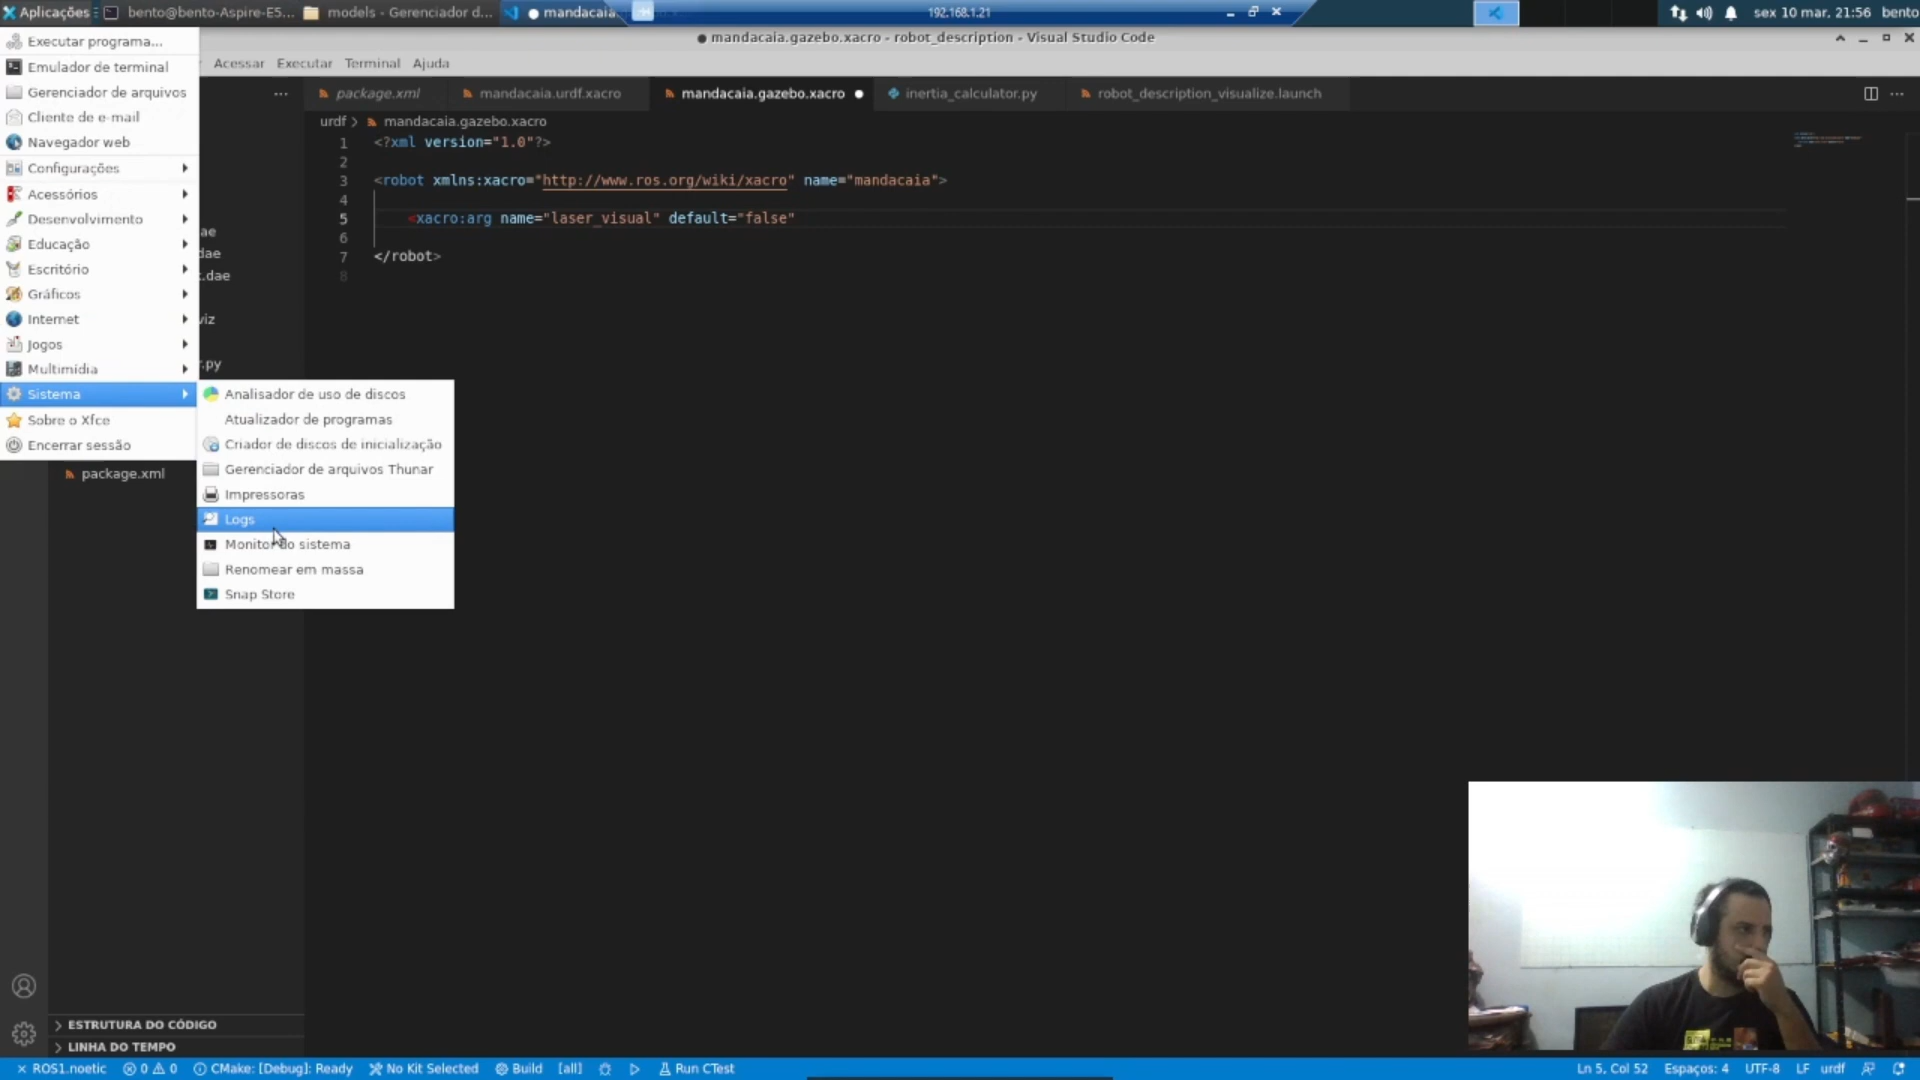 Aplicações
bento@bento-Aspire-E5...
models - Gerenciador d...
mandacaia
192.168.1.21
sex 10 mar, 21:56
bento
mandacaia.gazebo.xacro - robot_description - Visual Studio Code
Acessar
Executar
Terminal
Ajuda
Executar programa...
Emulador de terminal
Gerenciador de arquivos
Cliente de e-mail
Navegador web
Configurações
Acessórios
Desenvolvimento
Educação
Escritório
Gráficos
Internet
Jogos
Multimídia
Sistema
Sobre o Xfce
Encerrar sessão
ae
dae
.dae
viz
.py
package.xml
Analisador de uso de discos
Atualizador de programas
Criador de discos de inicialização
Gerenciador de arquivos Thunar
Impressoras
Logs
Monitor do sistema
Renomear em massa
Snap Store
package.xml
mandacaia.urdf.xacro
mandacaia.gazebo.xacro
inertia_calculator.py
robot_description_visualize.launch
urdf > mandacaia.gazebo.xacro
1 <?xml version="1.0"?>
2
3 <robot xmlns:xacro="http://www.ros.org/wiki/xacro" name="mandacaia">
4
5 <xacro:arg name="laser_visual" default="false"
6
7 </robot>
8
ESTRUTURA DO CÓDIGO
LINHA DO TEMPO
ROS1.noetic
0 0
CMake: [Debug]: Ready
No Kit Selected
Build
[all]
Run CTest
Ln 5, Col 52
Espaços: 4
UTF-8
LF
urdf